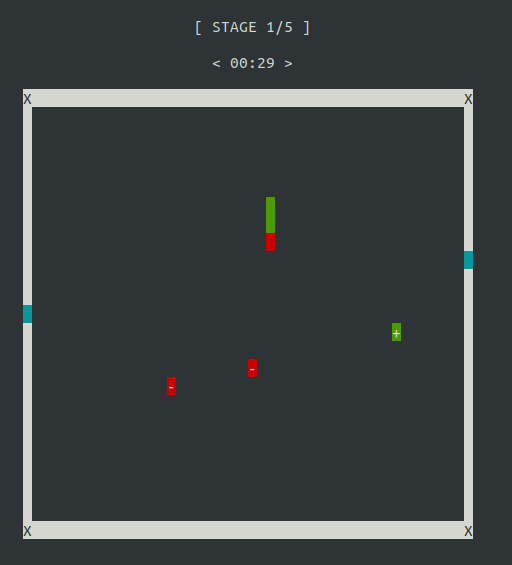 [ STAGE 1/5 ]
< 00:29 >
X X
+
-
-
X X